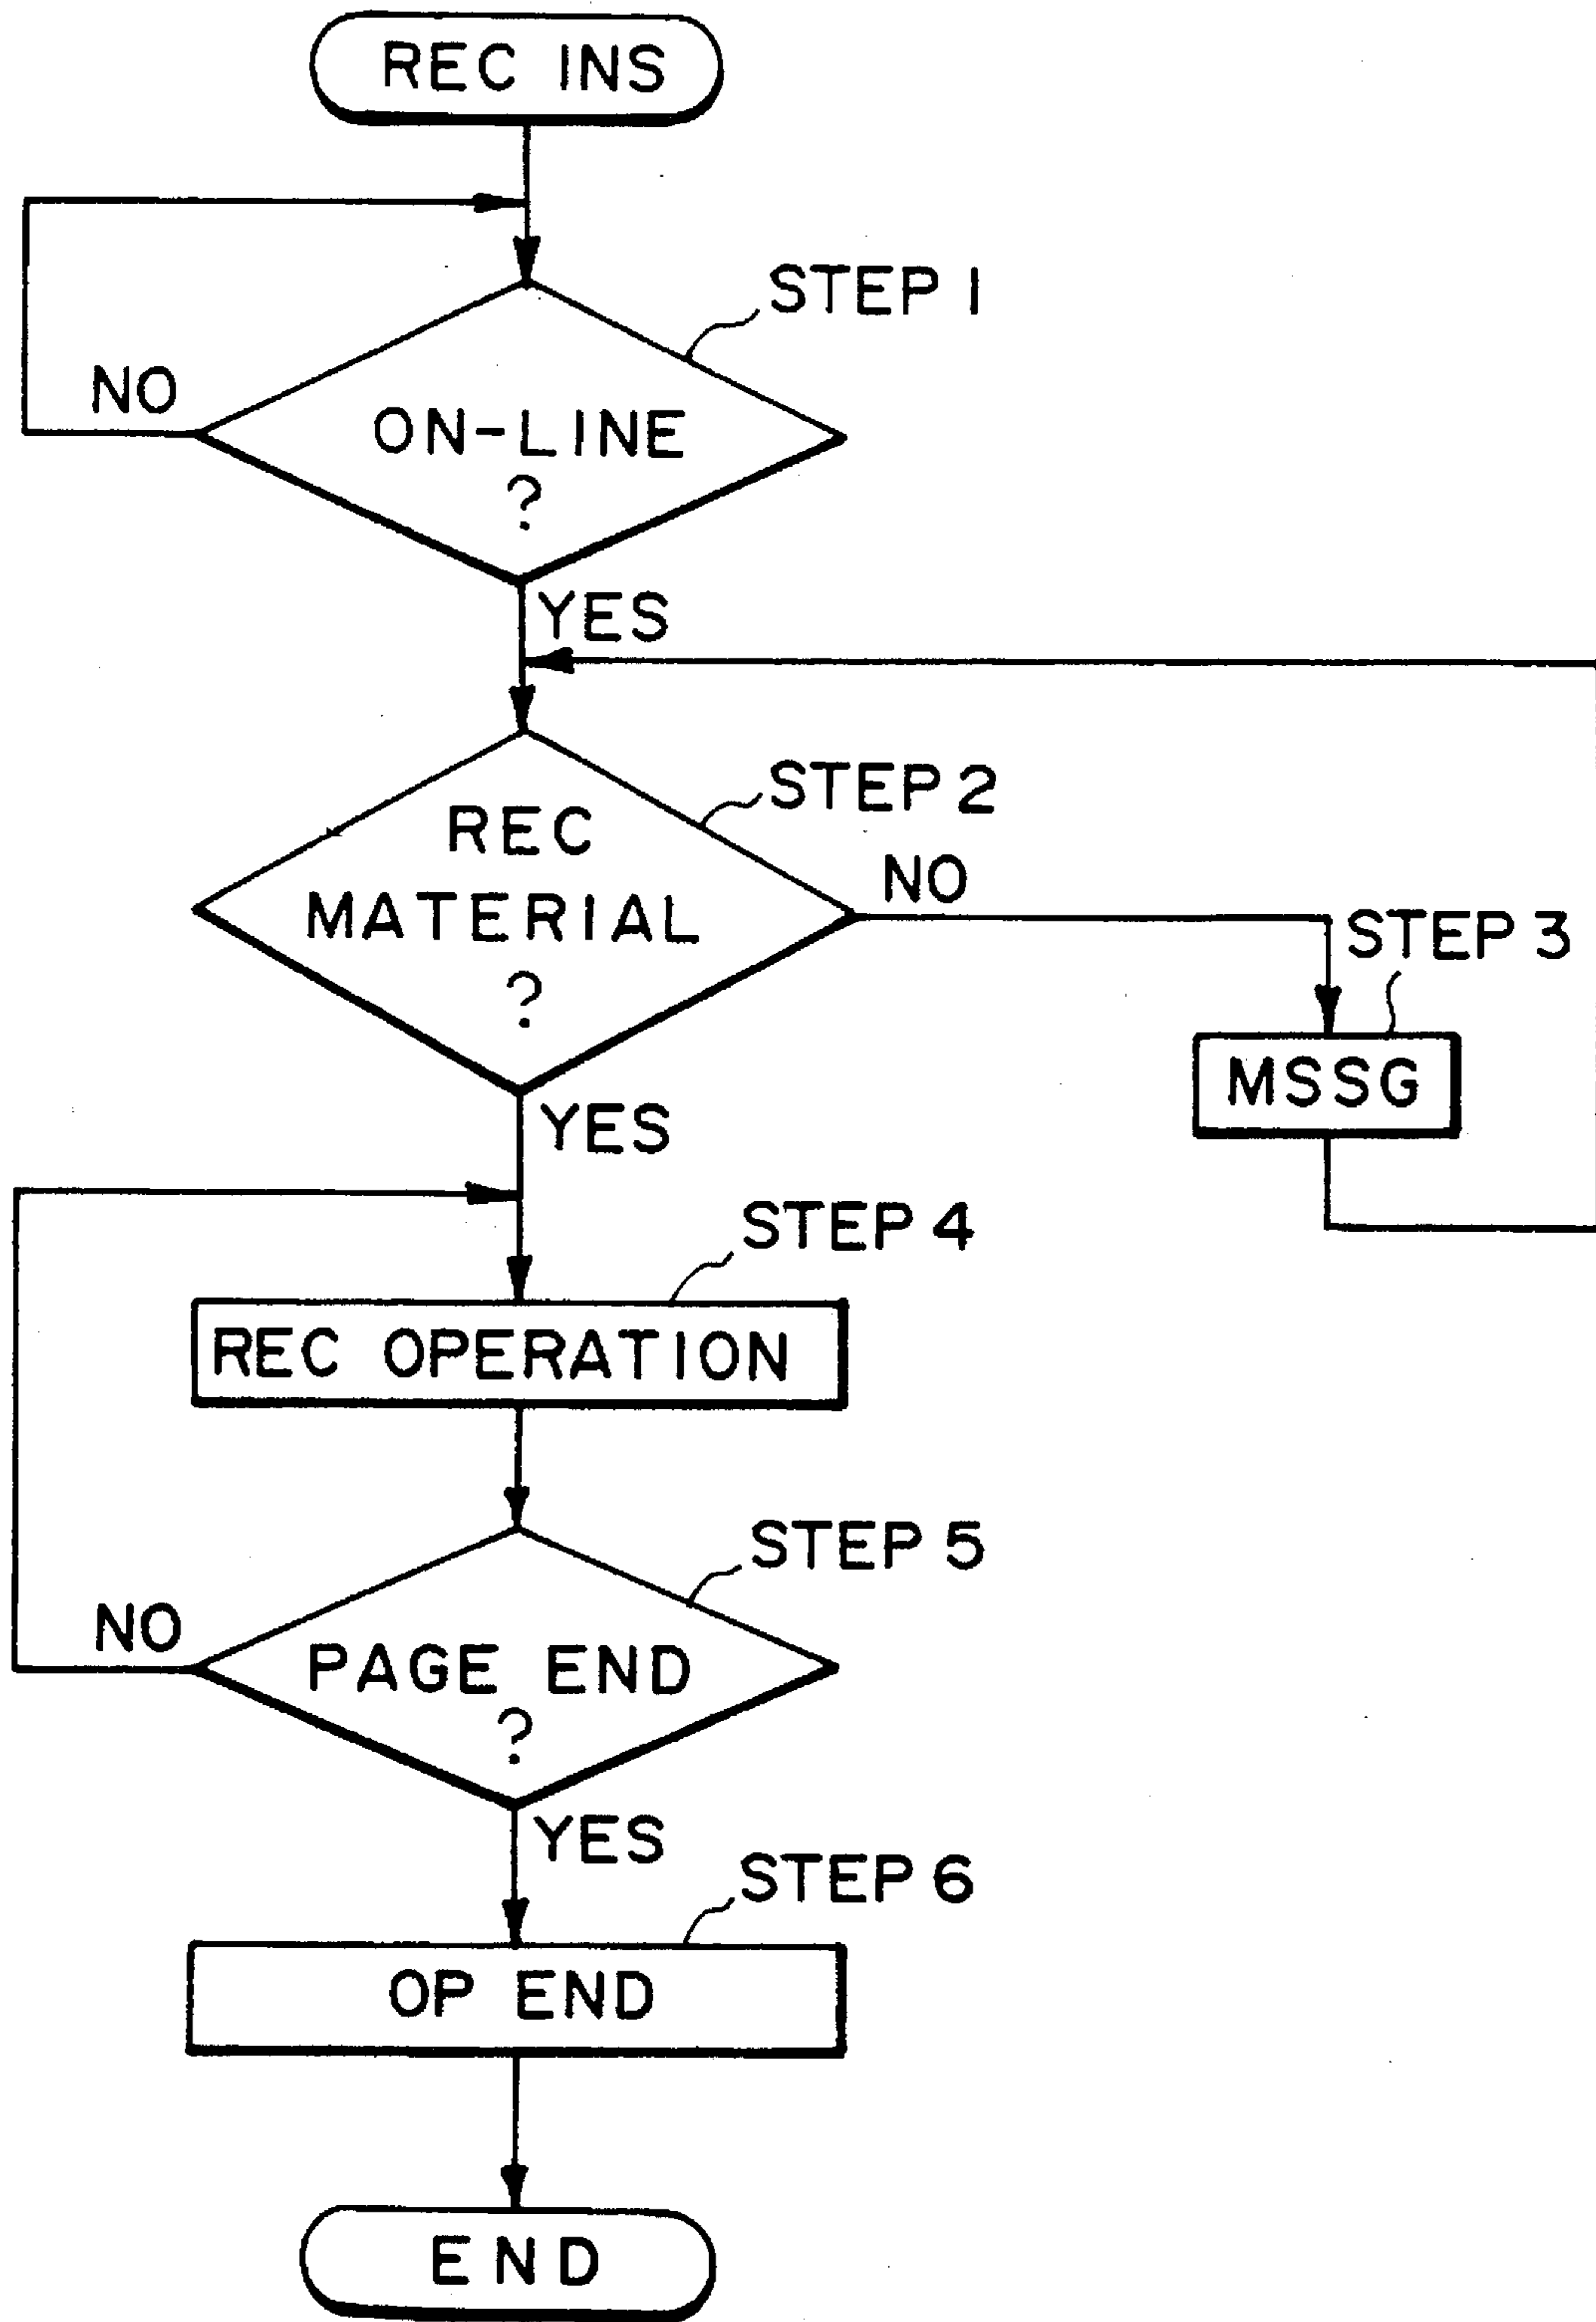 REC INS
STEP 1
NO
ON-LINE
?
YES
STEP 2
REC
NO
MATERIAL
STEP 3
?
MSSG
YES
STEP 4
REC OPERATION
STEP 5
NO
PAGE END
?
YES
STEP 6
OP END
END